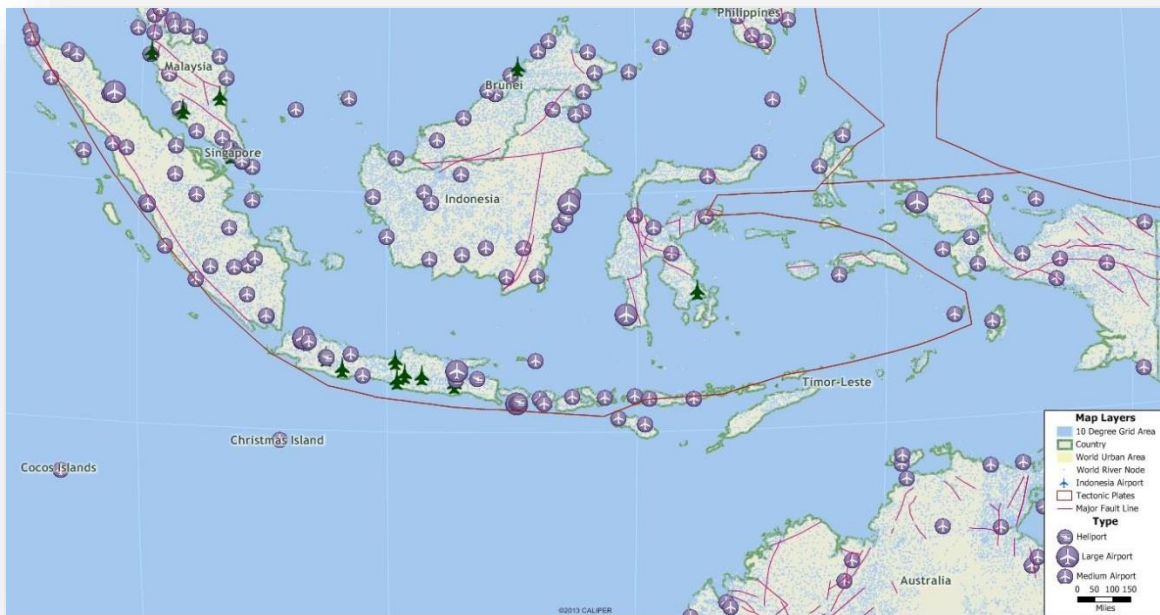 Philippines
Malaysia
Brunei
Singapore
Indonesia
Timor-Leste
Christmas Island
Cocos Islands
Australia
Map Layers
10 Degree Grid Area
Country
World Urban Area
World River Node
Indonesia Airport
Tectonic Plates
Major Fault Line
Type
Heliport
Large Airport
Medium Airport
0 50 100 150
Miles
©2013 CALIPER